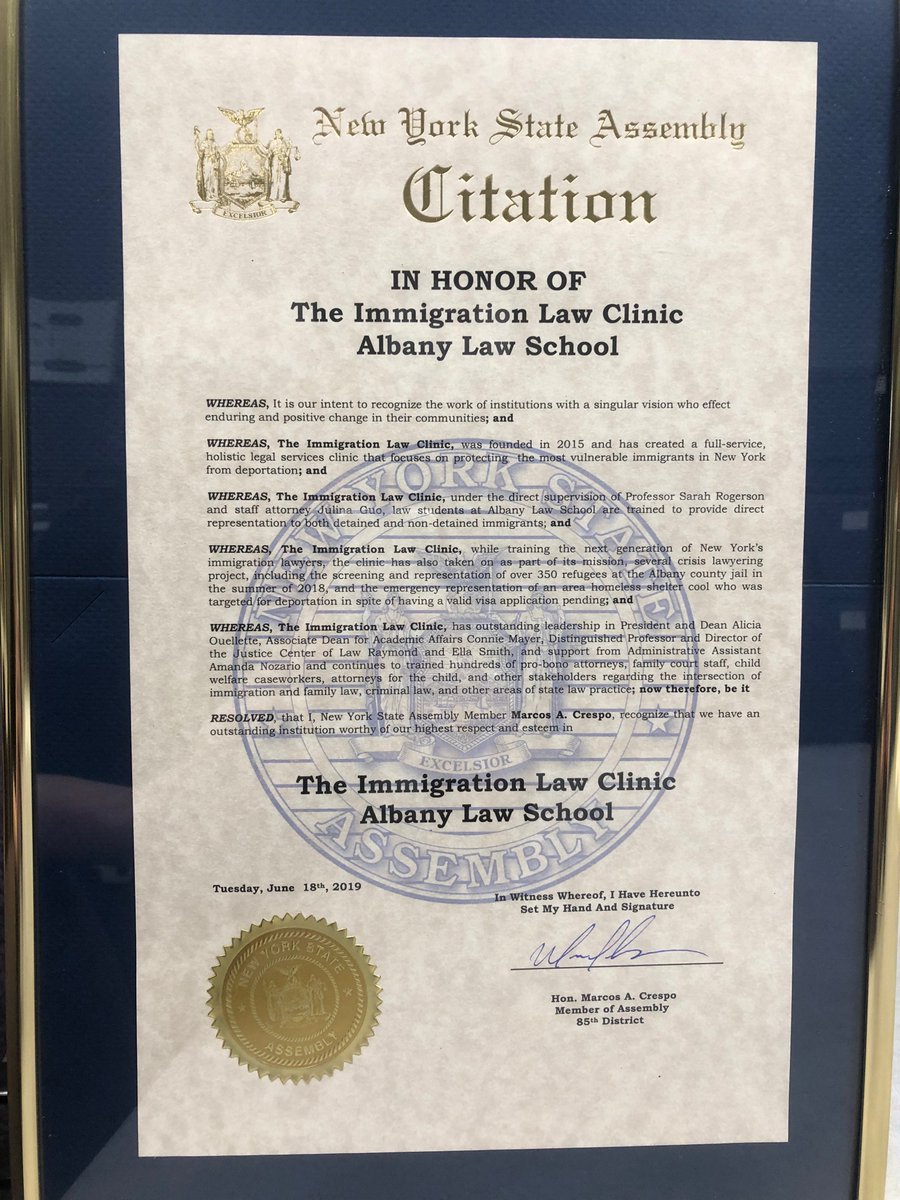 New York State Assembly
Citation
EXCELSIOR
IN HONOR OF
The Immigration Law Clinic
Albany Law School
WHEREAS, It is our intent to recognize the work of institutions with a singular vision who effect
enduring and positive change in their communities; and
WHEREAS, The Immigration Law Clinic, was founded in 2015 and has created a full-service,
holistic legal services clinic that focuses on protecting the most vulnerable immigrants in New York
from deportation; and
WHEREAS, The Immigration Law Clinic, under the direct supervision of Professor Sarah Rogerson
and staff attorney Julina Guo, law students at Albany Law School are trained to provide direct
representation to both detained and non-detained immigrants; and
WHEREAS, The Immigration Law Clinic, while training the next generation of New York's
immigration lawyers, the clinic has also taken on as part of its mission, several crisis lawyering
project, including the screening and representation of over 350 refugees at the Albany county jail in
the summer of 2018, and the emergency representation of an area homeless shelter cool who was
targeted for deportation in spite of having a valid visa application pending; and
WHEREAS, The Immigration Law Clinic, has outstanding leadership in President and Dean Alicia
Ouellette, Associate Dean for Academic Affairs Connie Mayer, Distinguished Professor and Director of
the Justice Center of Law Raymond and Ella Smith, and support from Administrative Assistant
Amanda Nozario and continues to trained hundreds of pro-bono attorneys, family court staff, child
welfare caseworkers, attorneys for the child, and other stakeholders regarding the intersection of
immigration and family law, criminal law, and other areas of state law practice; now therefore, be it
RESOLVED, that I, New York State Assembly Member Marcos A. Crespo, recognize that we have an
outstanding institution worthy of our highest respect and esteem in
The Immigration Law Clinic
Albany Law School
NEW YORK STATE
EXCELSIOR
ASSEMBLY
Tuesday, June 18th, 2019
In Witness Whereof, I Have Hereunto
Set My Hand And Signature
Hon. Marcos A. Crespo
Member of Assembly
85th District
NEW YORK STATE
ASSEMBLY